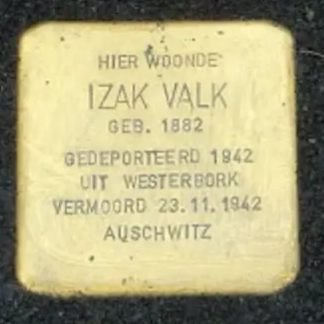 HIER WOONDE
IZAK VALK
GEB. 1882
GEDEPORTEERD 1942
UIT WESTERBORK
VERMOORD 23.11.1942
AUSCHWITZ